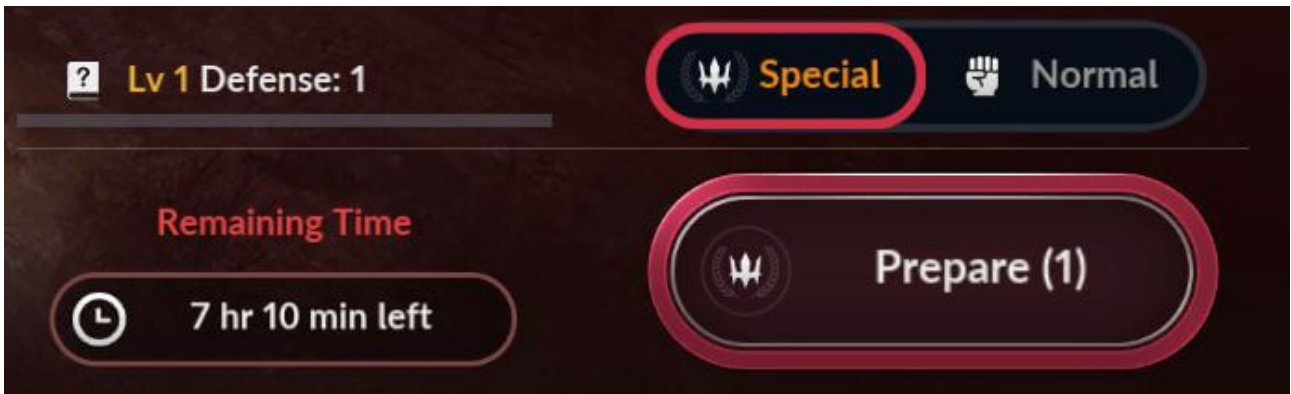 Lv 1 Defense: 1
Special
Normal
Remaining Time
7 hr 10 min left
Prepare (1)